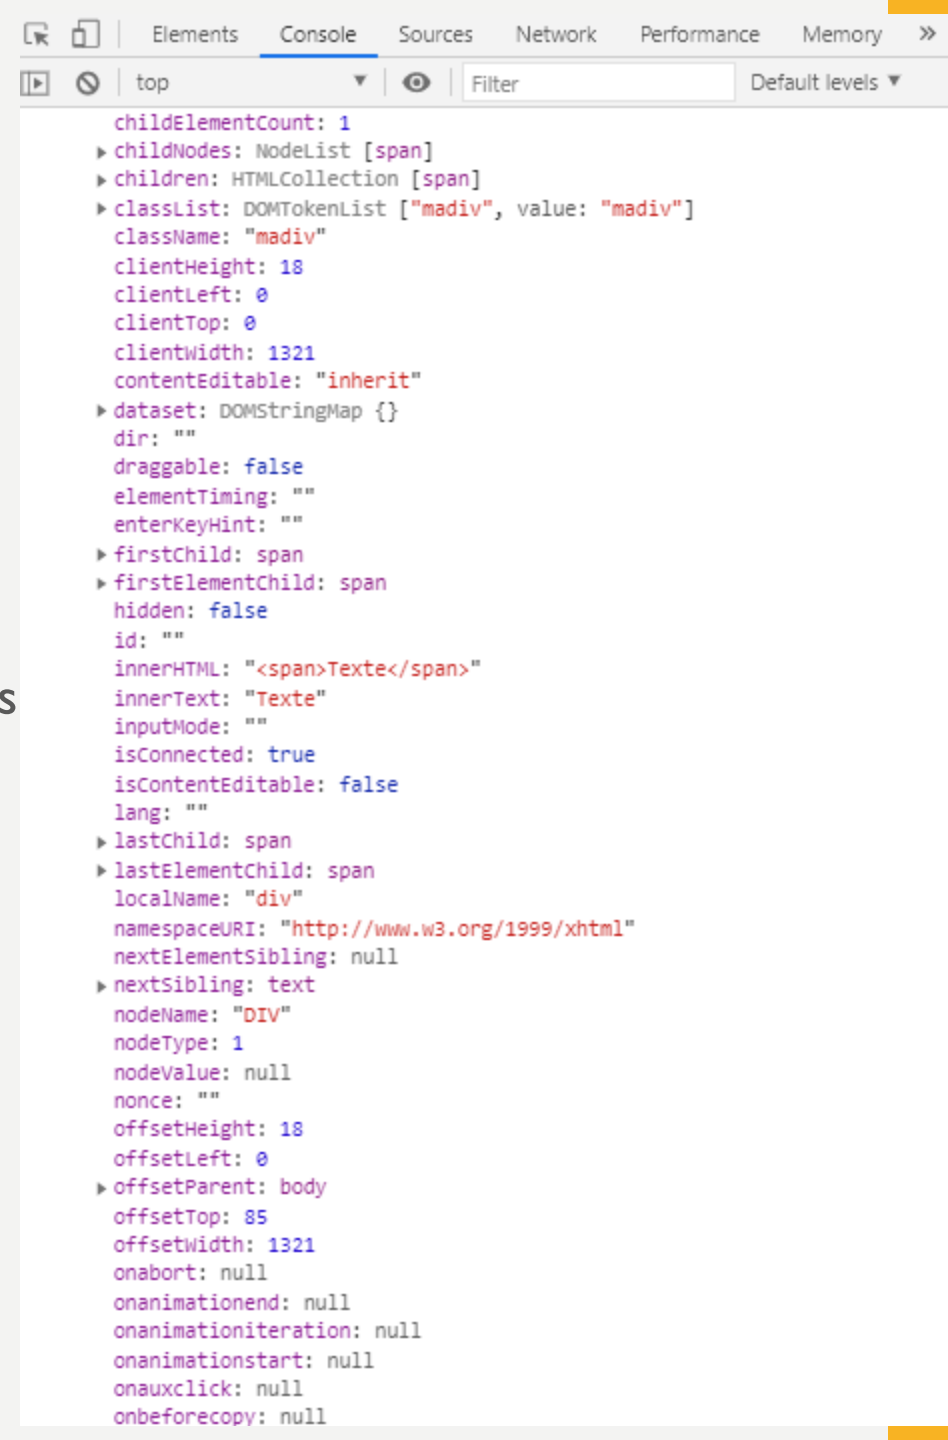 Elements Console Sources Network Performance Memory »
top Filter Default levels
childElementCount: 1
childNodes: NodeList [span]
children: HTMLCollection [span]
classList: DOMTokenList ["madiv", value: "madiv"]
className: "madiv"
clientHeight: 18
clientLeft: 0
clientTop: 0
clientWidth: 1321
contentEditable: "inherit"
dataset: DOMStringMap {}
dir: ""
draggable: false
elementTiming: ""
enterKeyHint: ""
firstChild: span
firstElementChild: span
hidden: false
id: ""
innerHTML: "<span>Texte</span>"
s
innerText: "Texte"
inputMode: ""
isConnected: true
isContentEditable: false
lang: ""
lastChild: span
lastElementChild: span
localName: "div"
namespaceURI: "http://www.w3.org/1999/xhtml"
nextElementSibling: null
nextSibling: text
nodeName: "DIV"
nodeType: 1
nodeValue: null
nonce: ""
offsetHeight: 18
offsetLeft: 0
offsetParent: body
offsetTop: 85
offsetWidth: 1321
onabort: null
onanimationend: null
onanimationiteration: null
onanimationstart: null
onauxclick: null
onbeforecopy: null